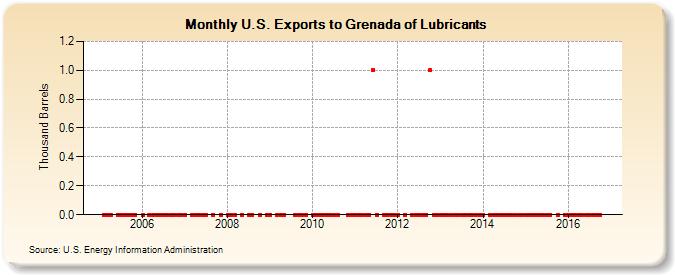 Monthly U.S. Exports to Grenada of Lubricants
Thousand Barrels
1.2
1.0
0.8
0.6
0.4
0.2
0.0
2006 2008 2010 2012 2014 2016
Source: U.S. Energy Information Administration